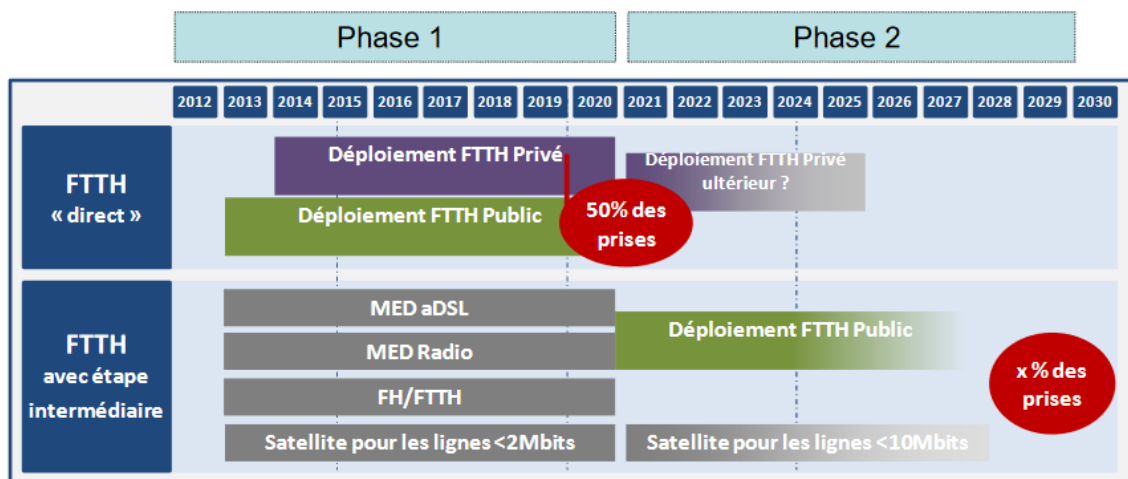 Phase 1
Phase 2
2012 2013 2014 2015 2016 2017 2018 2019 2020 2021 2022 2023 2024 2025 2026 2027 2028 2029 2030
FTTH
« direct »
Déploiement FTTH Privé
Déploiement FTTH Privé
ultérieur ?
Déploiement FTTH Public
50% des
prises
FTTH
avec étape
intermédiaire
MED aDSL
MED Radio
FH/FTTH
Satellite pour les lignes <2Mbits
Déploiement FTTH Public
Satellite pour les lignes <10Mbits
x % des
prises